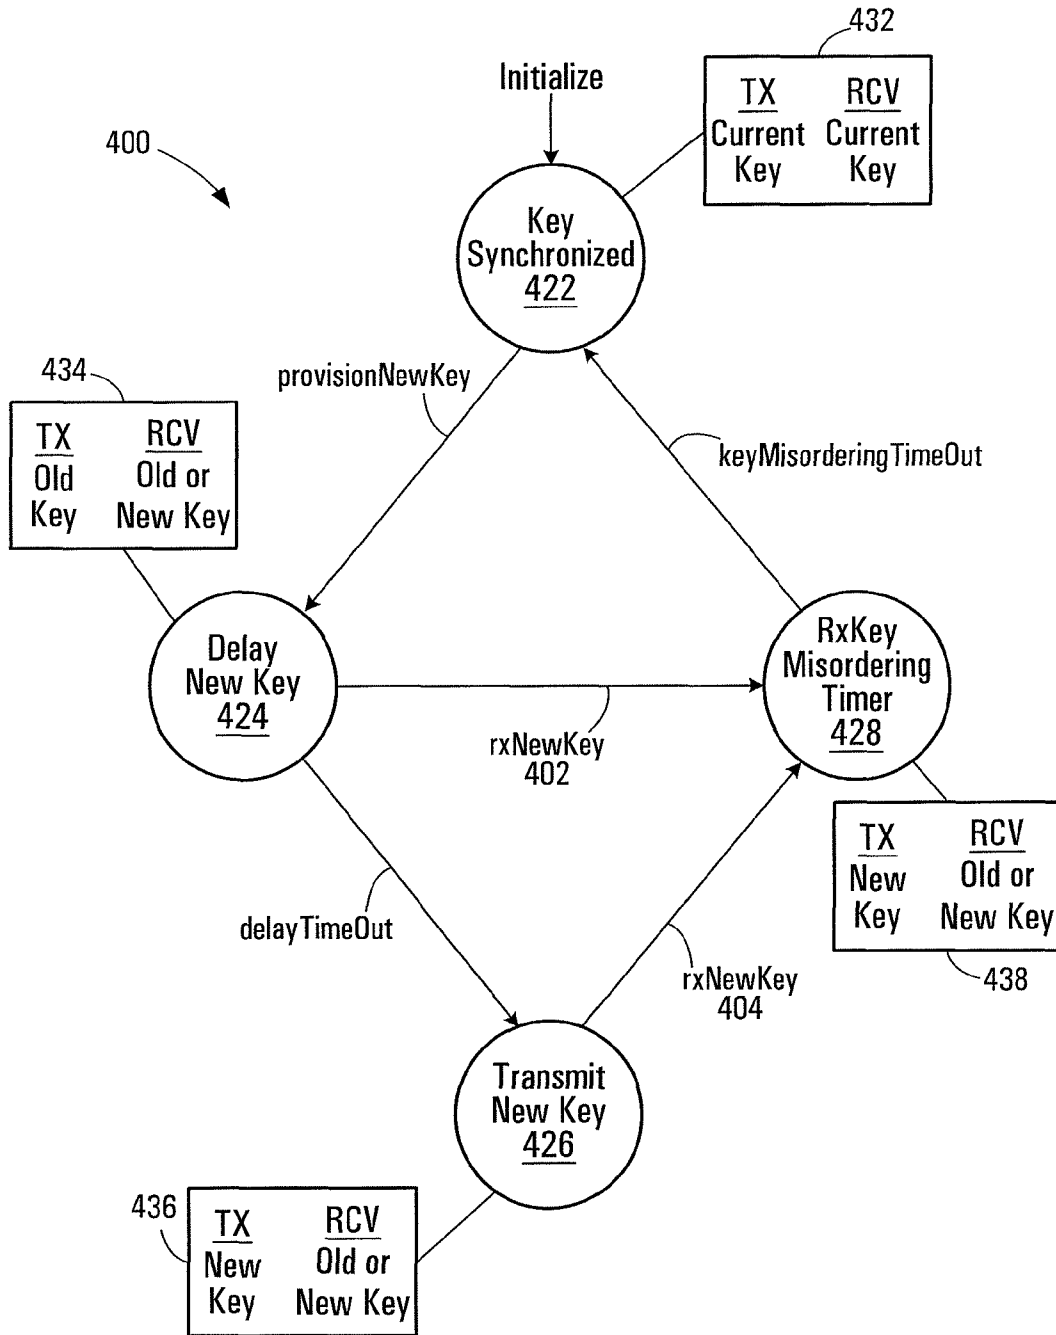 432
Initialize
TX RCV
Current Current
Key Key
400
Key
Synchronized
422
434
provisionNewKey
TX RCV
Old Old or
Key New Key
keyMisorderingTimeOut
Delay
New Key
424
RxKey
Misordering
Timer
428
rxNewKey
402
TX RCV
New Old or
Key New Key
438
delayTimeOut
rxNewKey
404
Transmit
New Key
426
436
TX RCV
New Old or
Key New Key